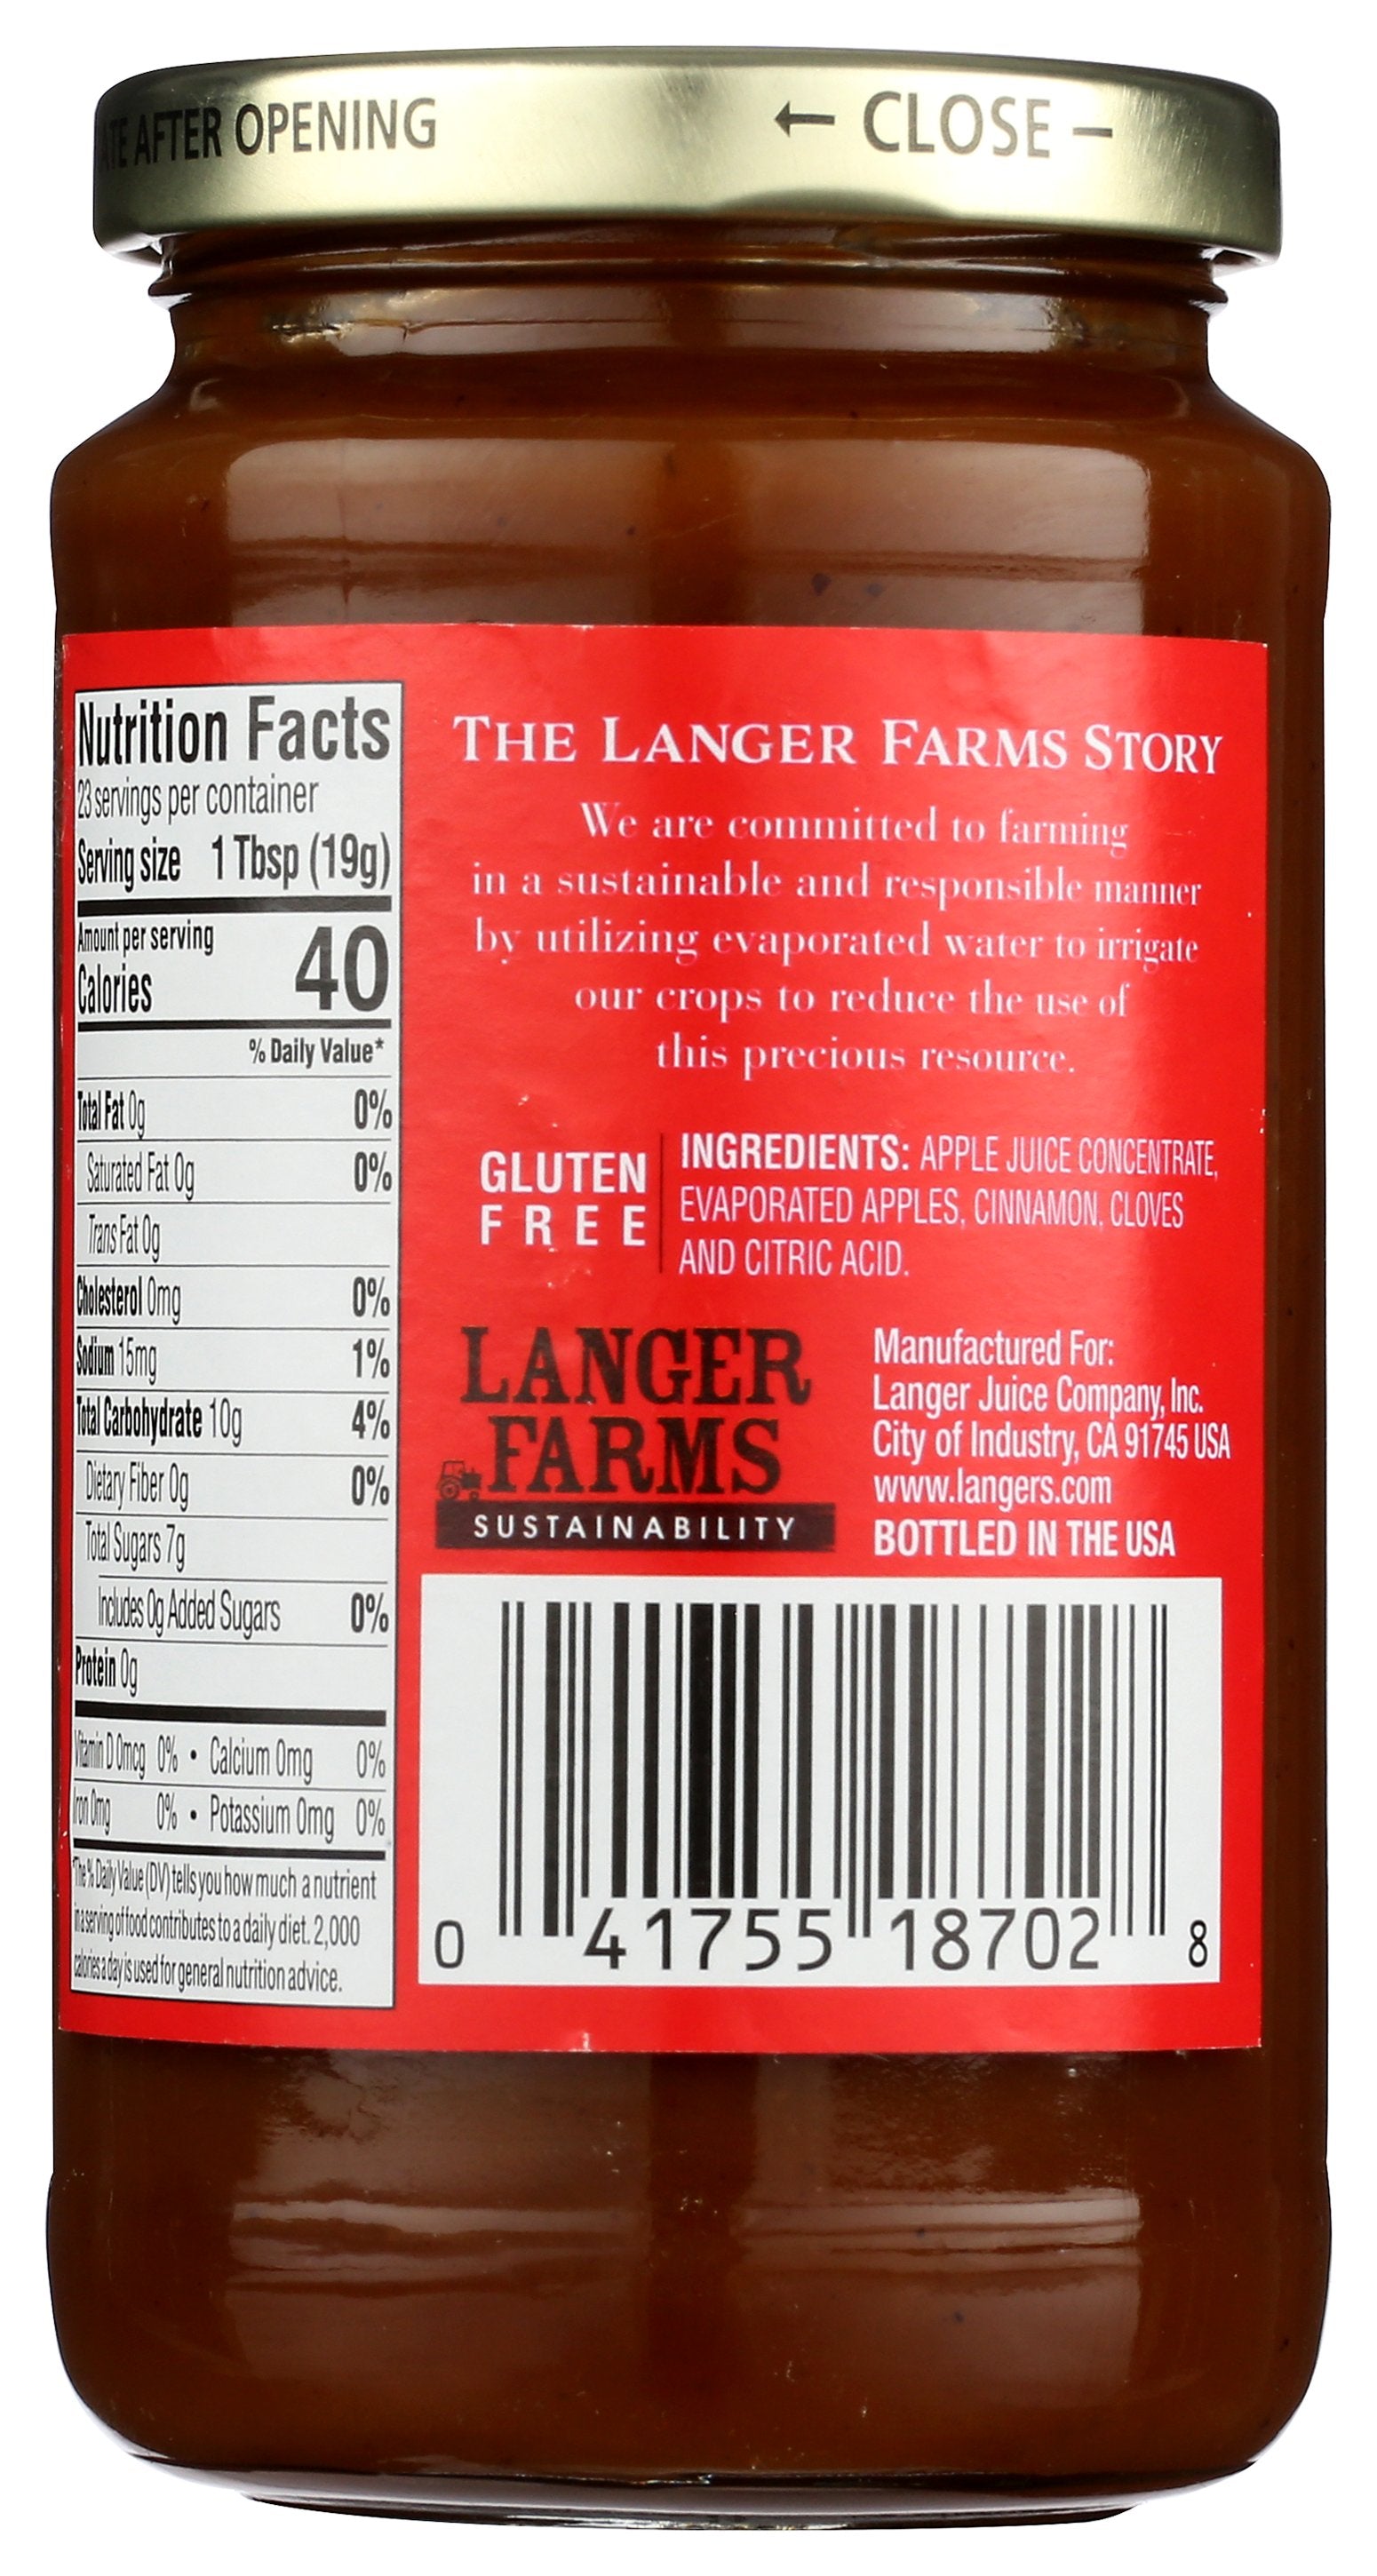 ATE AFTER OPENING
← CLOSE –
Nutrition Facts
23 servings per container
Serving size 1 Tbsp (19g)
Amount per serving
Calories 40
% Daily Value*
Total Fat 0g 0%
Saturated Fat 0g 0%
Trans Fat 0g
Cholesterol 0mg 0%
Sodium 15mg 1%
Total Carbohydrate 10g 4%
Dietary Fiber 0g 0%
Total Sugars 7g
Includes 0g Added Sugars 0%
Protein 0g
Vitamin D 0mcg 0% • Calcium 0mg 0%
Iron 0mg 0% • Potassium 0mg 0%
*The % Daily Value (DV) tells you how much a nutrient
in a serving of food contributes to a daily diet. 2,000
calories a day is used for general nutrition advice.
THE LANGER FARMS STORY
We are committed to farming
in a sustainable and responsible manner
by utilizing evaporated water to irrigate
our crops to reduce the use of
this precious resource.
GLUTEN
FREE
INGREDIENTS: APPLE JUICE CONCENTRATE,
EVAPORATED APPLES, CINNAMON, CLOVES
AND CITRIC ACID.
LANGER
FARMS
SUSTAINABILITY
Manufactured For:
Langer Juice Company, Inc.
City of Industry, CA 91745 USA
www.langers.com
BOTTLED IN THE USA
0 41755 18702 8